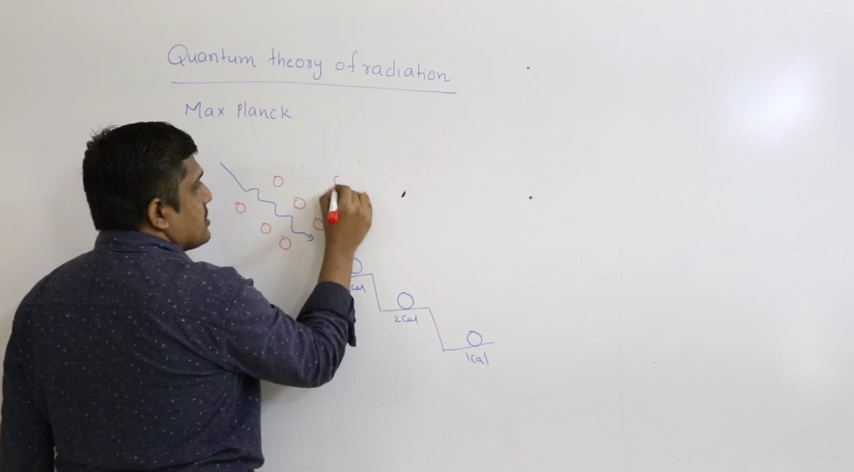 Quantum theory of radiation
Max Planck
cal
2 Cal
1 Cal